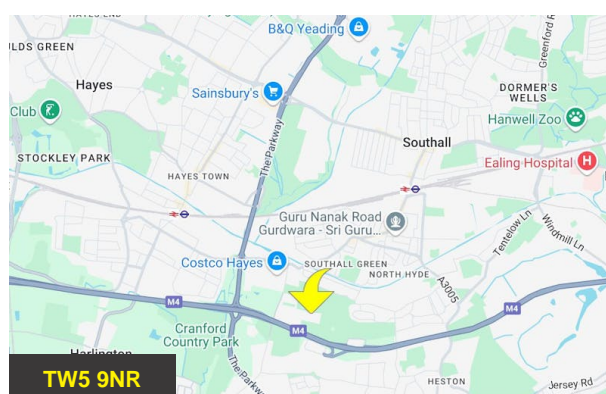 HAYES END
B&Q Yeading
ULDS GREEN
Greenford Rd
Hayes
Sainsbury's
DORMER'S
WELLS
Club
Hanwell Zoo
Southall
STOCKLEY PARK
The Parkway
Ealing Hospital
H
HAYES TOWN
Guru Nanak Road
Gurdwara - Sri Guru...
Tentelow Ln
Windmill Ln
Costco Hayes
SOUTHALL GREEN
NORTH HYDE
A3005
M4
M4
Cranford
Country Park
M4
Harlington
The Parkway
HESTON
Jersey Rd
TW5 9NR